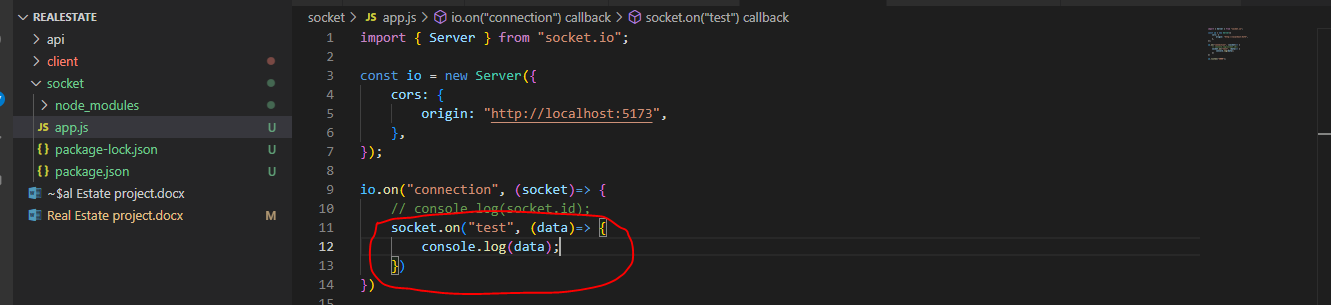 REALESTATE
api
client
socket
node_modules
JS app.js U
{} package-lock.json U
{} package.json U
~$al Estate project.docx
Real Estate project.docx M
socket > JS app.js > io.on("connection") callback > socket.on("test") callback
1 import { Server } from "socket.io";
2
3 const io = new Server({
4 cors: {
5 origin: "http://localhost:5173",
6 },
7 });
8
9 io.on("connection", (socket)=> {
10 // console.log(socket.id);
11 socket.on("test", (data)=> {
12 console.log(data);
13 })
14 })
15